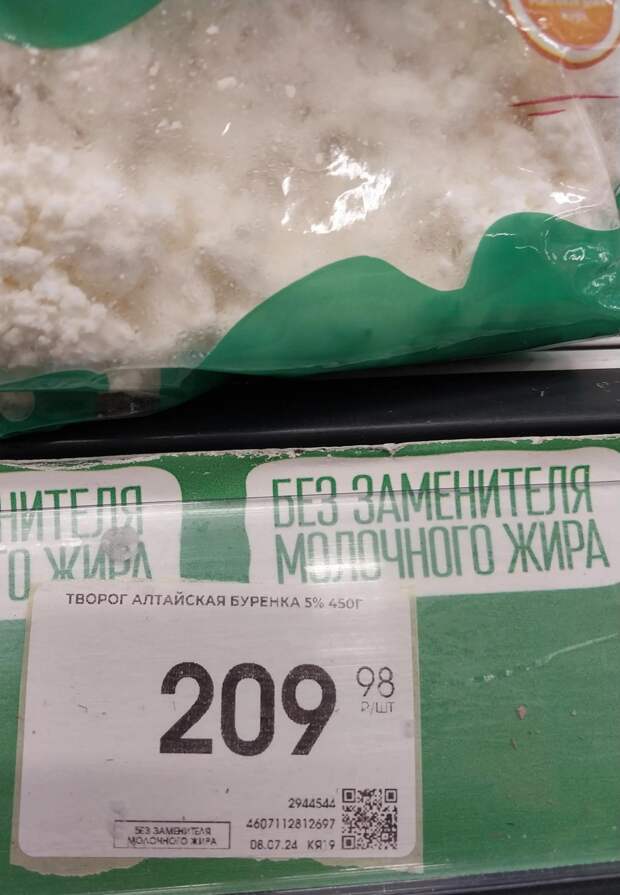 БЕЗ ЗАМЕНИТЕЛЯ
МОЛОЧНОГО ЖИРА
НИТЕЛЯ
О ЖИРА
ТВОРОГ АЛТАЙСКАЯ БУРЕНКА 5% 450Г
209 98
₽/ШТ
2944544
4607112812697
08.07.24 КЯ19
БЕЗ ЗАМЕНИТЕЛЯ
МОЛОЧНОГО ЖИРА